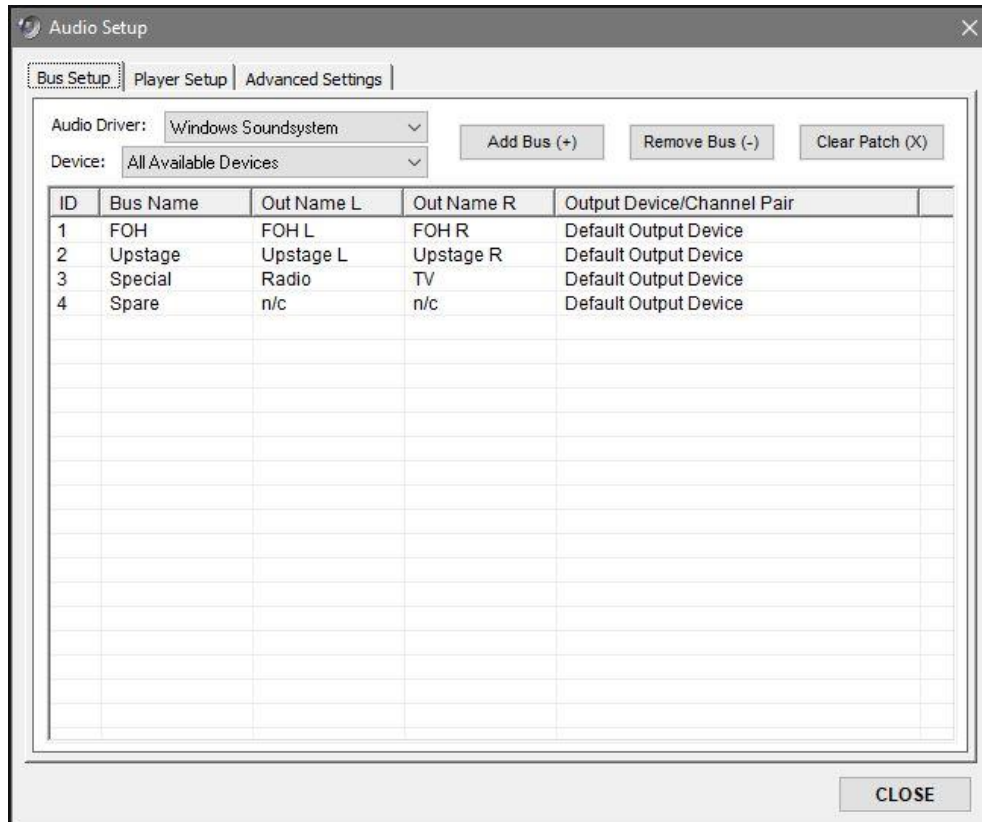 Audio Setup
Bus Setup Player Setup Advanced Settings
Audio Driver: Windows Soundsystem
Device: All Available Devices
Add Bus (+) Remove Bus (-) Clear Patch (X)
ID Bus Name Out Name L Out Name R Output Device/Channel Pair
1 FOH FOH L FOH R Default Output Device
2 Upstage Upstage L Upstage R Default Output Device
3 Special Radio TV Default Output Device
4 Spare n/c n/c Default Output Device
CLOSE